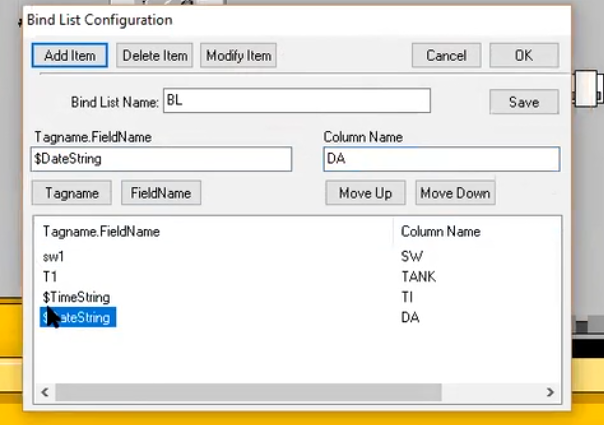 Bind List Configuration
Add Item Delete Item Modify Item Cancel OK
Bind List Name: BL Save
Tagname.FieldName Column Name
$DateString DA
Tagname FieldName Move Up Move Down
Tagname.FieldName Column Name
sw1 SW
T1 TANK
$TimeString TI
$DateString DA